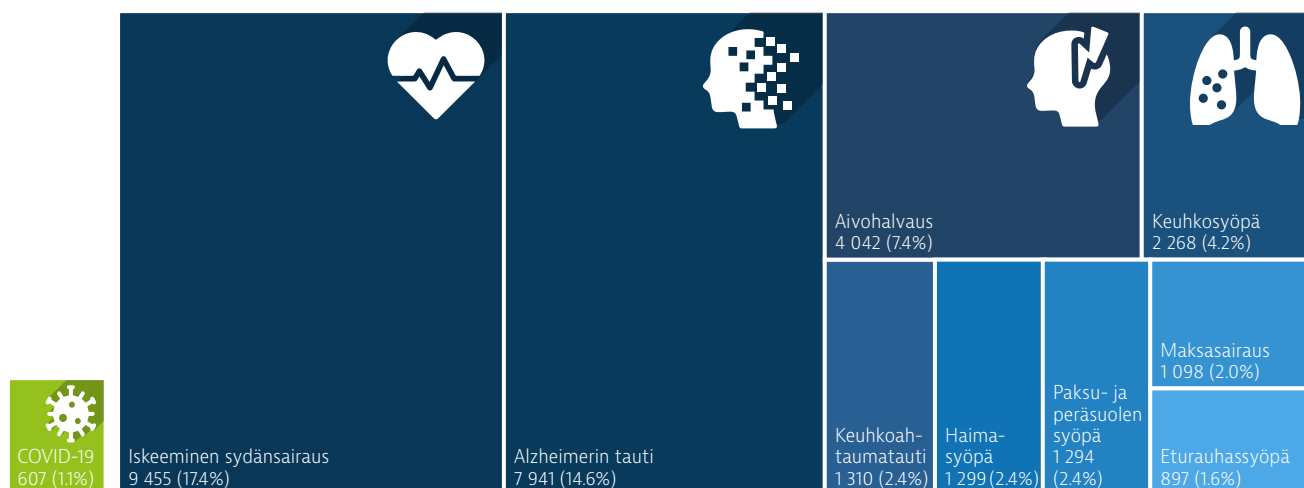 COVID-19
607 (1.1%)
Iskeeminen sydänsairaus
9 455 (17.4%)
Alzheimerin tauti
7 941 (14.6%)
Aivohalvaus
4 042 (7.4%)
Keuhkosyöpä
2 268 (4.2%)
Keuhkoah-
taumatauti
1 310 (2.4%)
Haima-
syöpä
1 299 (2.4%)
Paksu- ja
peräsuolen
syöpä
1 294
(2.4%)
Maksasairaus
1 098 (2.0%)
Eturauhassyöpä
897 (1.6%)